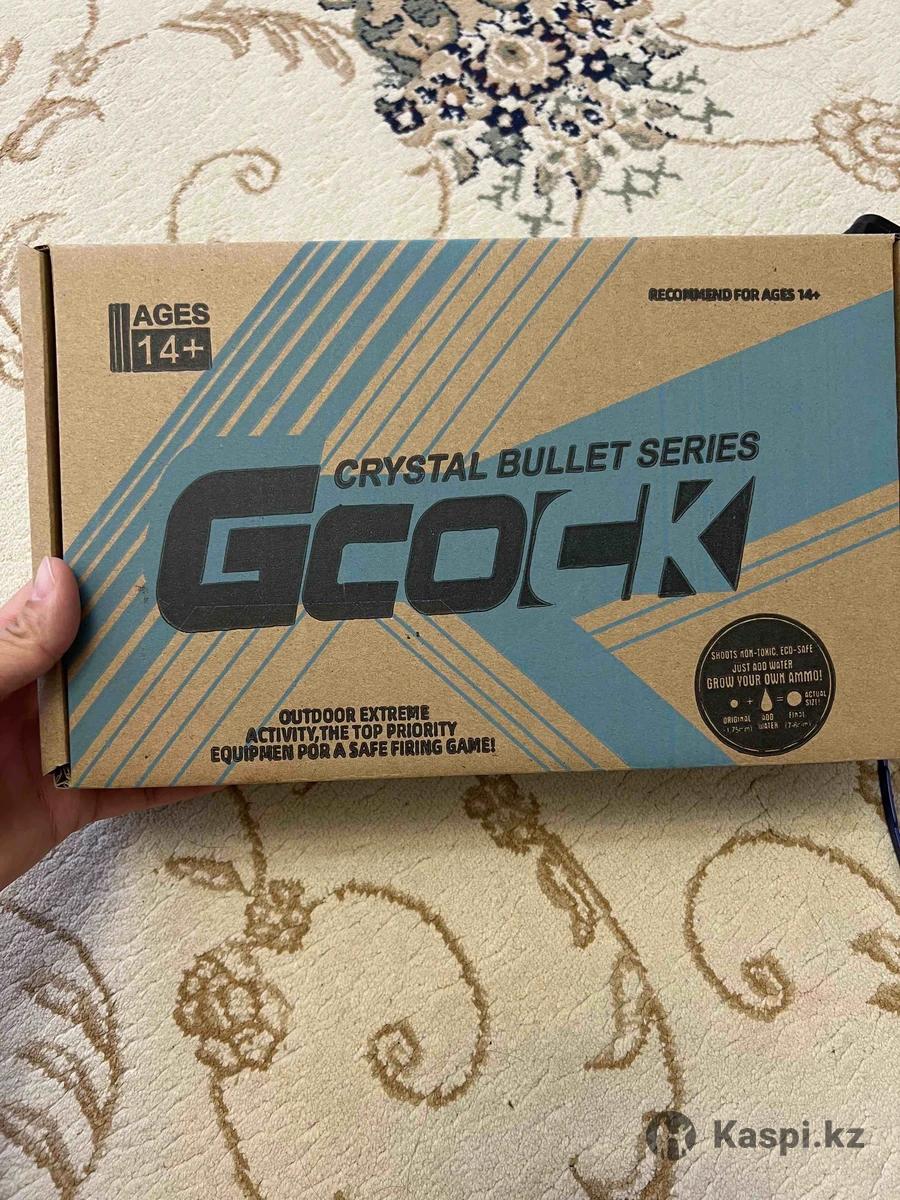 AGES
14+
RECOMMEND FOR AGES 14+
CRYSTAL BULLET SERIES
GCOCK
SHOOTS NON-TOXIC, ECO-SAFE
JUST ADD WATER
GROW YOUR OWN AMMO!
+ = ACTUAL SIZE!
ORIGINAL ADD WATER FINAL
OUTDOOR EXTREME
ACTIVITY,THE TOP PRIORITY
EQUIPMEN POR A SAFE FIRING GAME!
Kaspi.kz